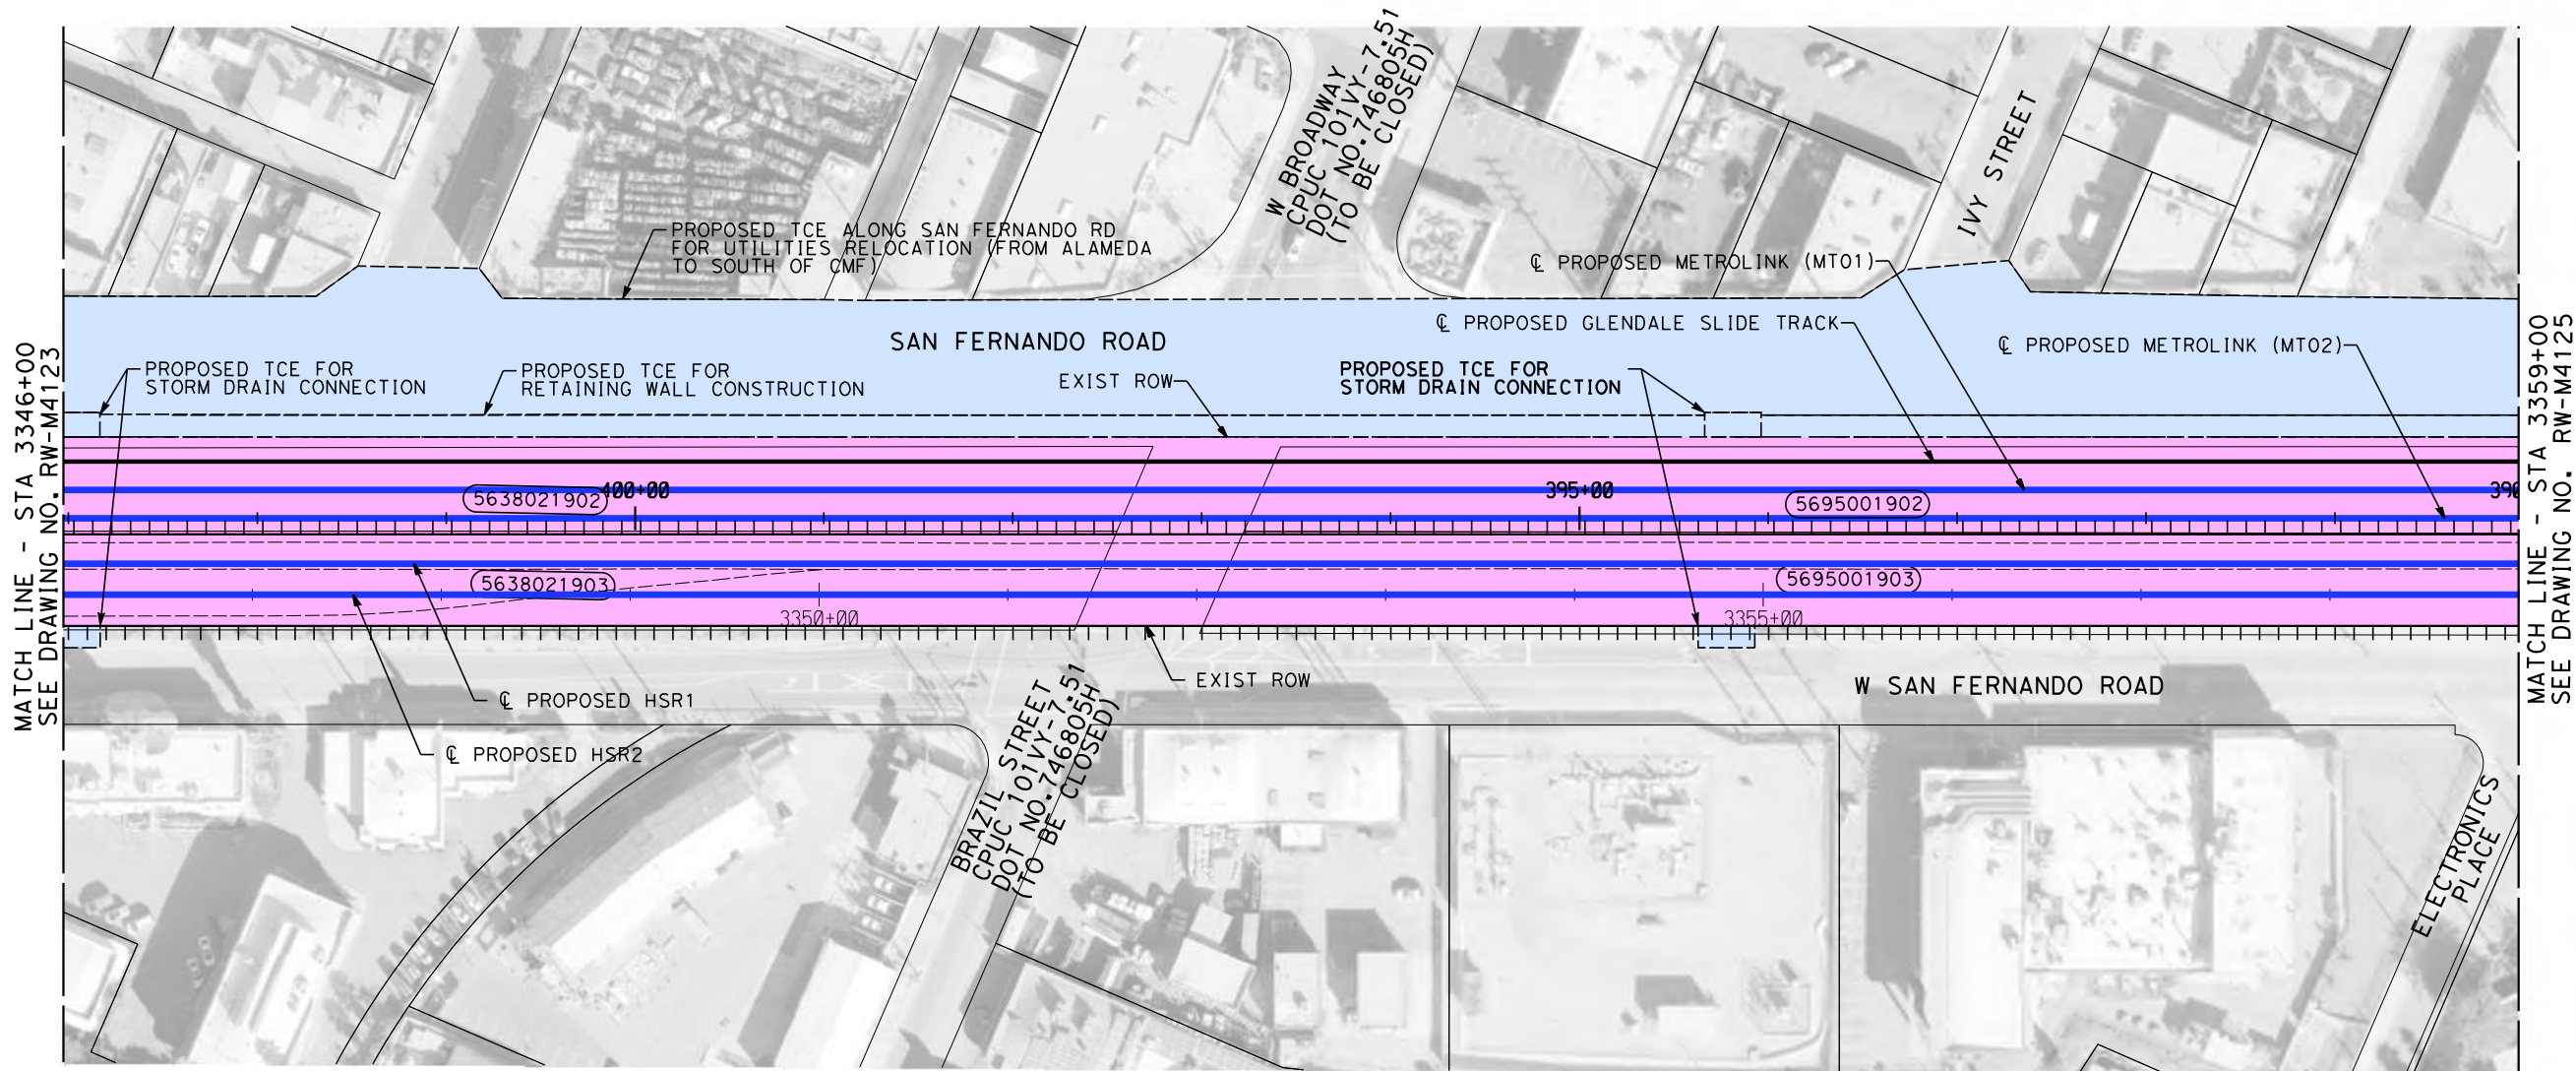 W BROADWAY
CPUC 101VY-7.51
DOT NO.746805H
(TO BE CLOSED)
IVY STREET
PROPOSED TCE ALONG SAN FERNANDO RD
FOR UTILITIES RELOCATION (FROM ALAMEDA
TO SOUTH OF CMF)
℄ PROPOSED METROLINK (MT01)
℄ PROPOSED GLENDALE SLIDE TRACK
℄ PROPOSED METROLINK (MT02)
SAN FERNANDO ROAD
PROPOSED TCE FOR
STORM DRAIN CONNECTION
PROPOSED TCE FOR
RETAINING WALL CONSTRUCTION
EXIST ROW
PROPOSED TCE FOR
STORM DRAIN CONNECTION
MATCH LINE - STA 3346+00
SEE DRAWING NO. RW-M4123
MATCH LINE - STA 3359+00
SEE DRAWING NO. RW-M4125
5638021902
400+00
395+00
5695001902
390
5638021903
5695001903
3350+00
3355+00
℄ PROPOSED HSR1
℄ PROPOSED HSR2
EXIST ROW
W SAN FERNANDO ROAD
BRAZIL STREET
CPUC 101VY-7.51
DOT NO.746805H
(TO BE CLOSED)
ELECTRONICS
PLACE